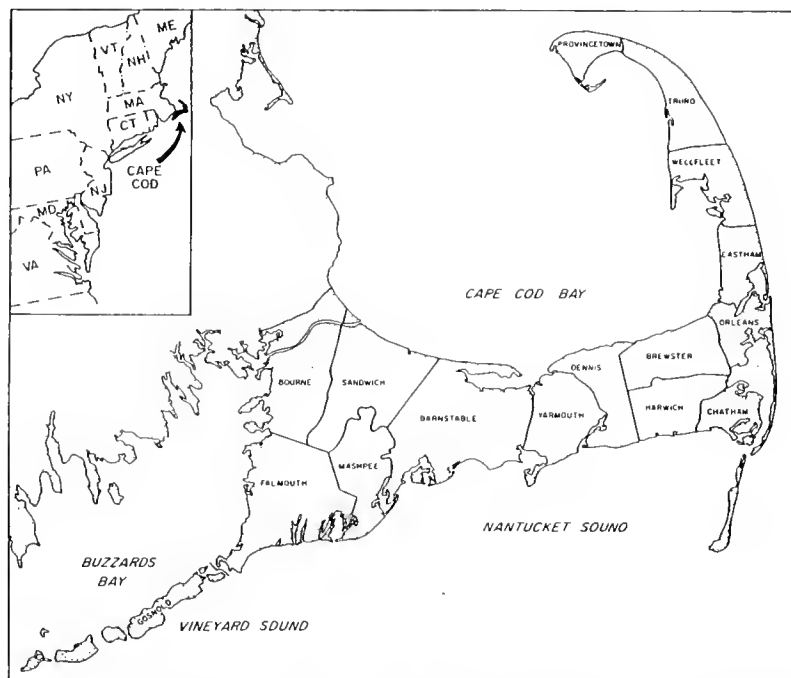 ME
VT
NH
NY
MA
CT
PA
CAPE
COD
NJ
MD
VA
PROVINCETOWN
TRURO
WELLFLEET
EASTHAM
CAPE COD BAY
ORLEANS
BREWSTER
DENNIS
BOURNE
SANDWICH
BARNSTABLE
YARMOUTH
HARWICH
CHATHAM
MASHPEE
FALMOUTH
NANTUCKET SOUND
BUZZARDS
BAY
GOSNOLD
VINEYARD SOUND